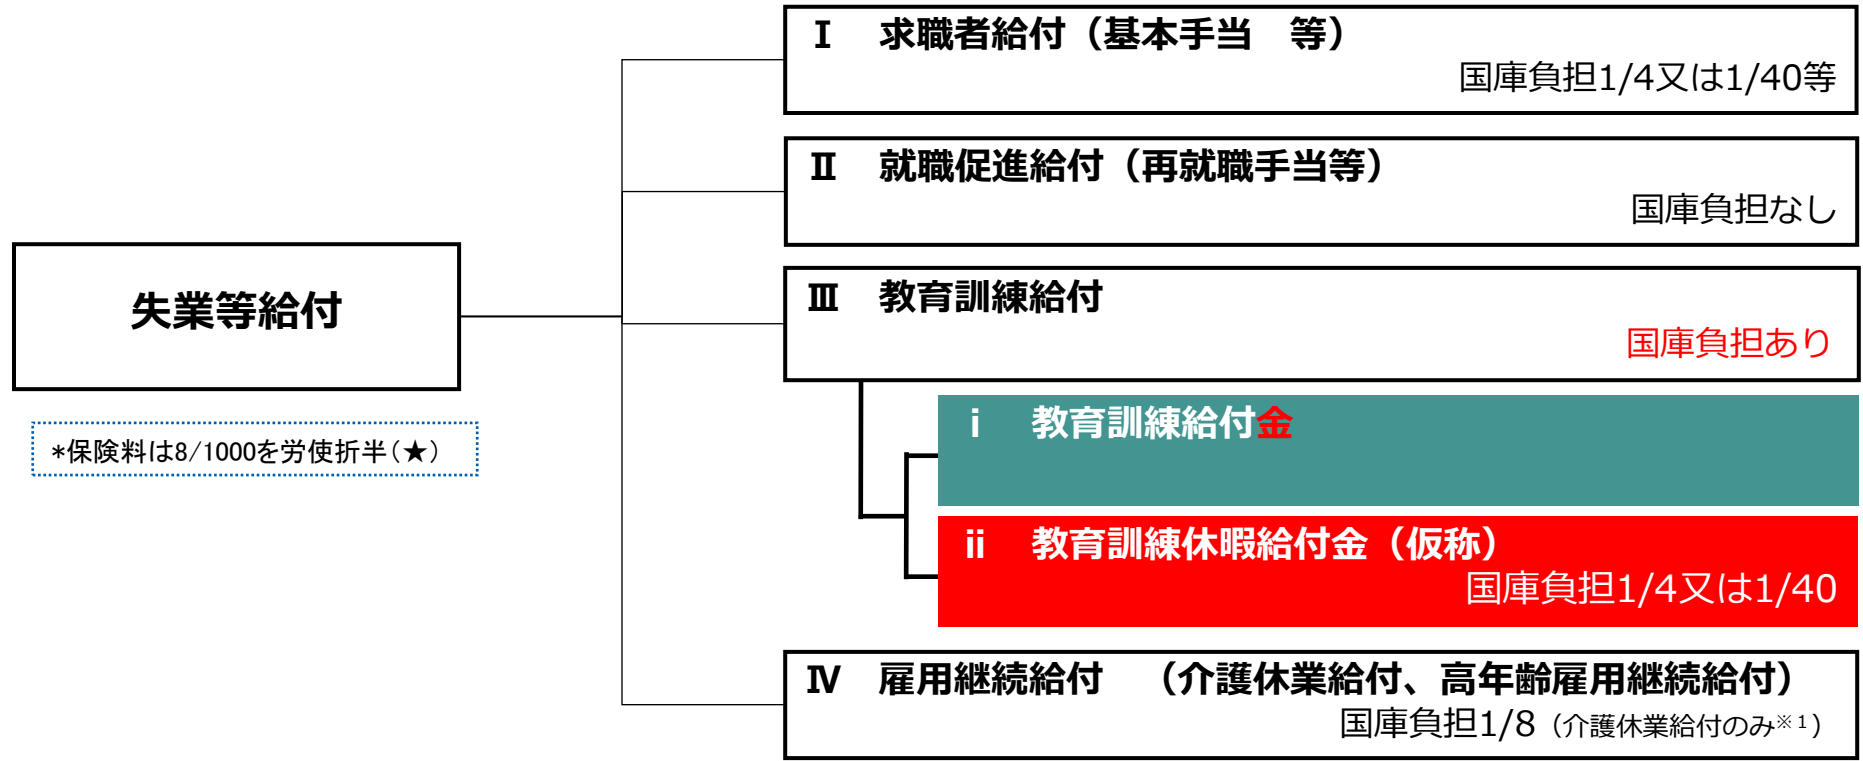 Ⅰ　求職者給付（基本手当　等）
国庫負担1/4又は1/40等
Ⅱ　就職促進給付（再就職手当等）
国庫負担なし
失業等給付
*保険料は8/1000を労使折半(★)
Ⅲ　教育訓練給付
国庫負担あり
ⅰ　教育訓練給付金
ⅱ　教育訓練休暇給付金（仮称）
国庫負担1/4又は1/40
Ⅳ　雇用継続給付　（介護休業給付、高年齢雇用継続給付）
国庫負担1/8（介護休業給付のみ※1）